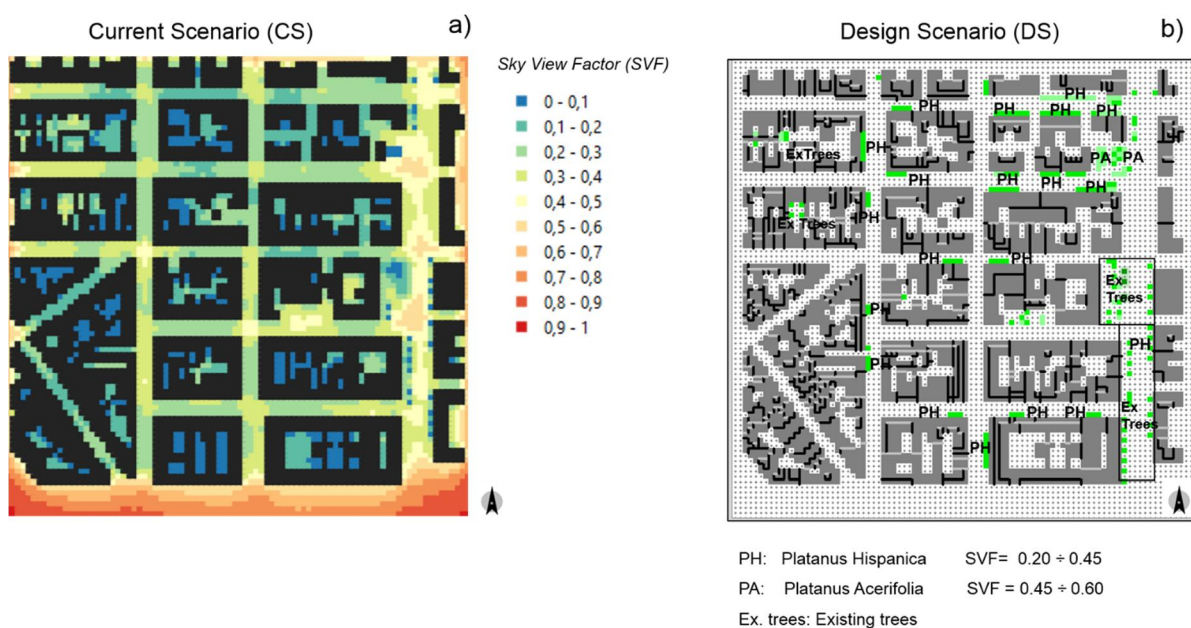 Current Scenario (CS)
a)
Sky View Factor (SVF)
0 - 0,1
0,1 - 0,2
0,2 - 0,3
0,3 - 0,4
0,4 - 0,5
0,5 - 0,6
0,6 - 0,7
0,7 - 0,8
0,8 - 0,9
0,9 - 1
Design Scenario (DS)
b)
PH
PH
PH
PH
PH
PH
ExTrees
PH
PA
PA
PH
PH
PH
PH
PH
Ex Trees
PH
PH
Ex
Trees
PH
PH
PH
Ex
Trees
PH
PH
PH
PH
PH: Platanus Hispanica SVF= 0.20 ÷ 0.45
PA: Platanus Acerifolia SVF = 0.45 ÷ 0.60
Ex. trees: Existing trees